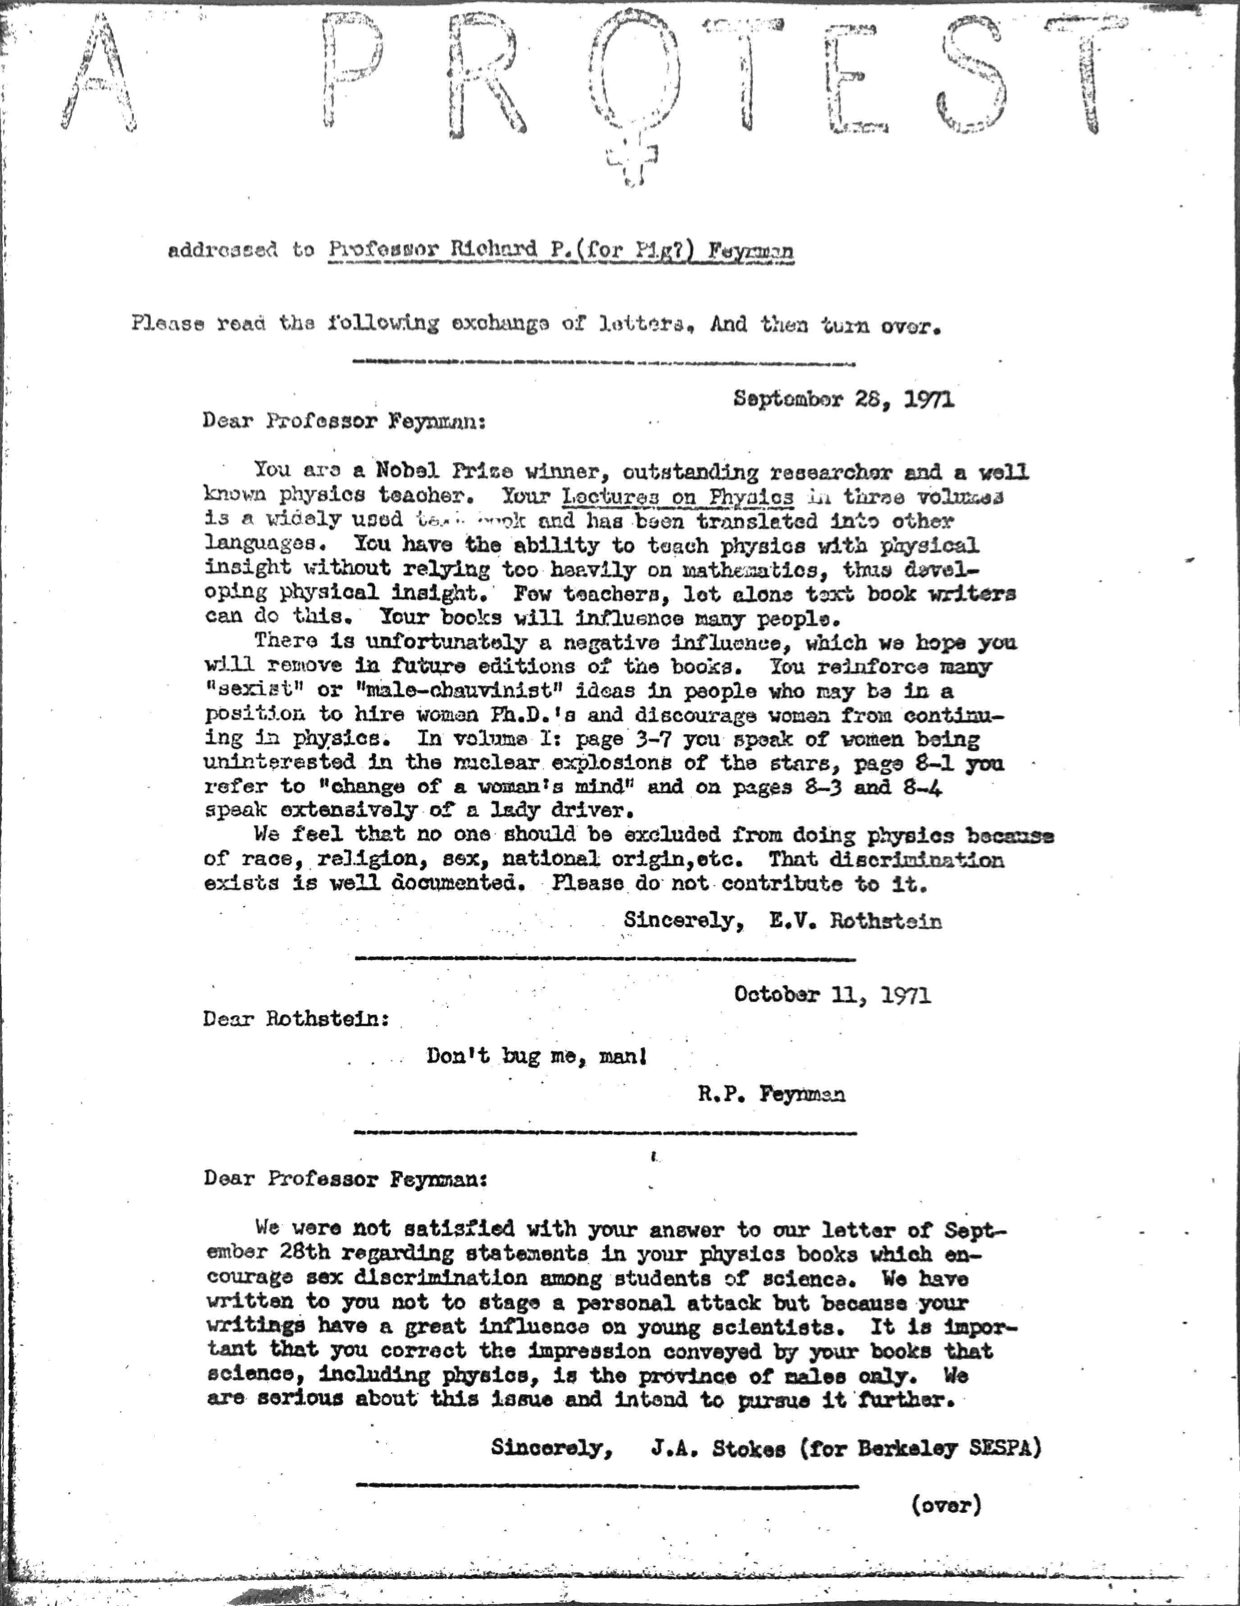 A PROTEST
addressed to Professor Richard P.(for Pig?) Feynman
Please read the following exchange of letters. And then turn over.
September 28, 1971
Dear Professor Feynman:
You are a Nobel Prize winner, outstanding researcher and a well
known physics teacher. Your Lectures on Physics in three volumes
is a widely used and has been translated into other
languages. You have the ability to teach physics with physical
insight without relying too heavily on mathematics, thus devel-
oping physical insight. Few teachers, let alone text book writers
can do this. Your books will influence many people.
There is unfortunately a negative influence, which we hope you
will remove in future editions of the books. You reinforce many
"sexist" or "male-chauvinist" ideas in people who may be in a
position to hire women Ph.D.'s and discourage women from continu-
ing in physics. In volume I: page 3-7 you speak of women being
uninterested in the nuclear explosions of the stars, page 8-1 you
refer to "change of a woman's mind" and on pages 8-3 and 8-4
speak extensively of a lady driver.
We feel that no one should be excluded from doing physics because
of race, religion, sex, national origin,etc. That discrimination
exists is well documented. Please do not contribute to it.
Sincerely, E.V. Rothstein
October 11, 1971
Dear Rothstein:
Don't bug me, man!
R.P. Feynman
Dear Professor Feynman:
We were not satisfied with your answer to our letter of Sept-
ember 28th regarding statements in your physics books which en-
courage sex discrimination among students of science. We have
written to you not to stage a personal attack but because your
writings have a great influence on young scientists. It is impor-
tant that you correct the impression conveyed by your books that
science, including physics, is the province of males only. We
are serious about this issue and intend to pursue it further.
Sincerely, J.A. Stokes (for Berkeley SESPA)
(over)